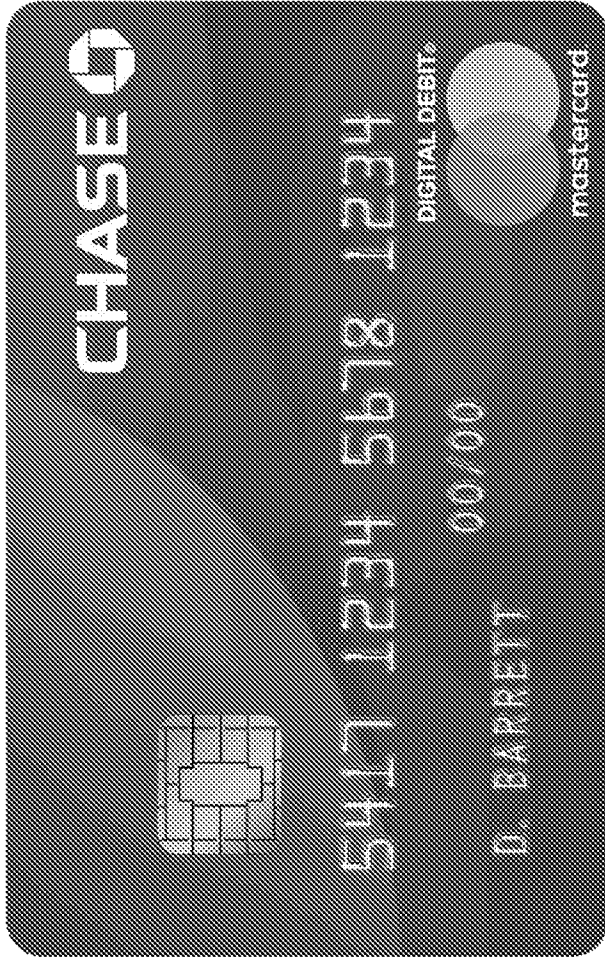 CHASE
5417 1234 5678 1234
DIGITAL DEBIT®
00/00
D. BARRETT
mastercard